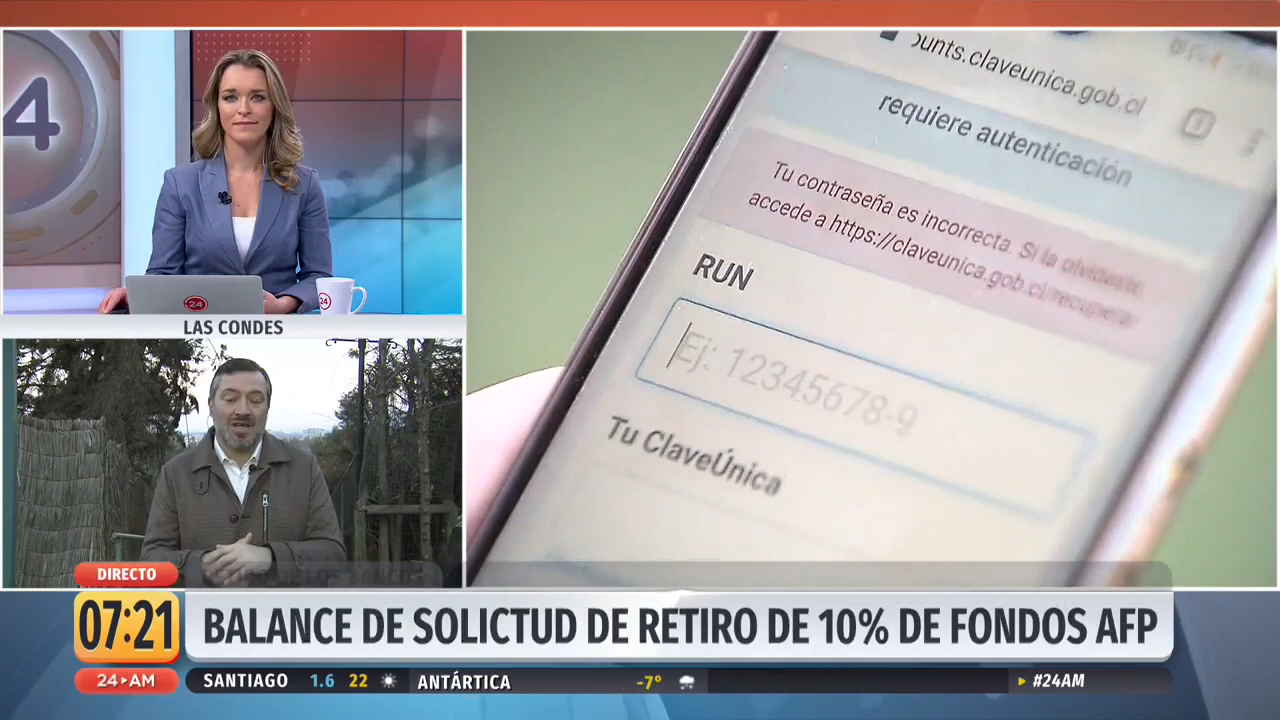 4
24
24
LAS CONDES
ounts.claveunica.gob.cl
requiere autenticación
Tu contraseña es incorrecta. Si la olvidaste,
accede a https://claveunica.gob.cl/recuperar
RUN
Ej: 12345678-9
Tu ClaveÚnica
DIRECTO
07:21
BALANCE DE SOLICTUD DE RETIRO DE 10% DE FONDOS AFP
24 AM
SANTIAGO 1.6 22
ANTÁRTICA -7°
#24AM